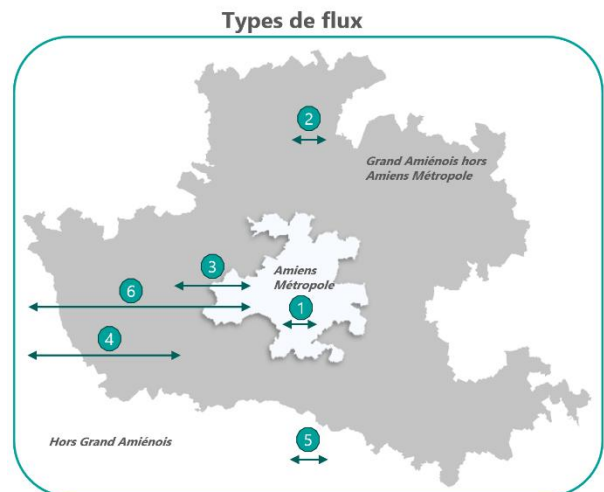 Types de flux
2
Grand Amiénois hors
Amiens Métropole
3
Amiens
Métropole
6
1
4
Hors Grand Amiénois
5